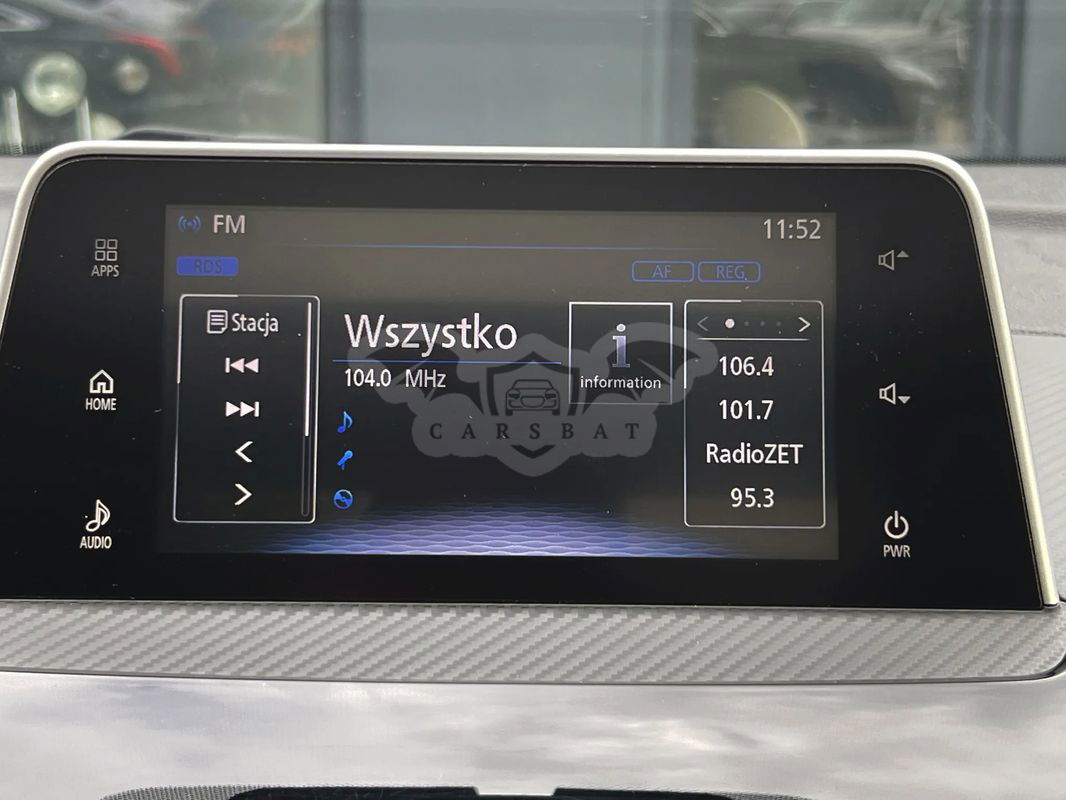 FM
11:52
RDS
AF
REG
APPS
Stacja
Wszystko
104.0 MHz
information
106.4
101.7
RadioZET
95.3
HOME
AUDIO
PWR
CARSBAT